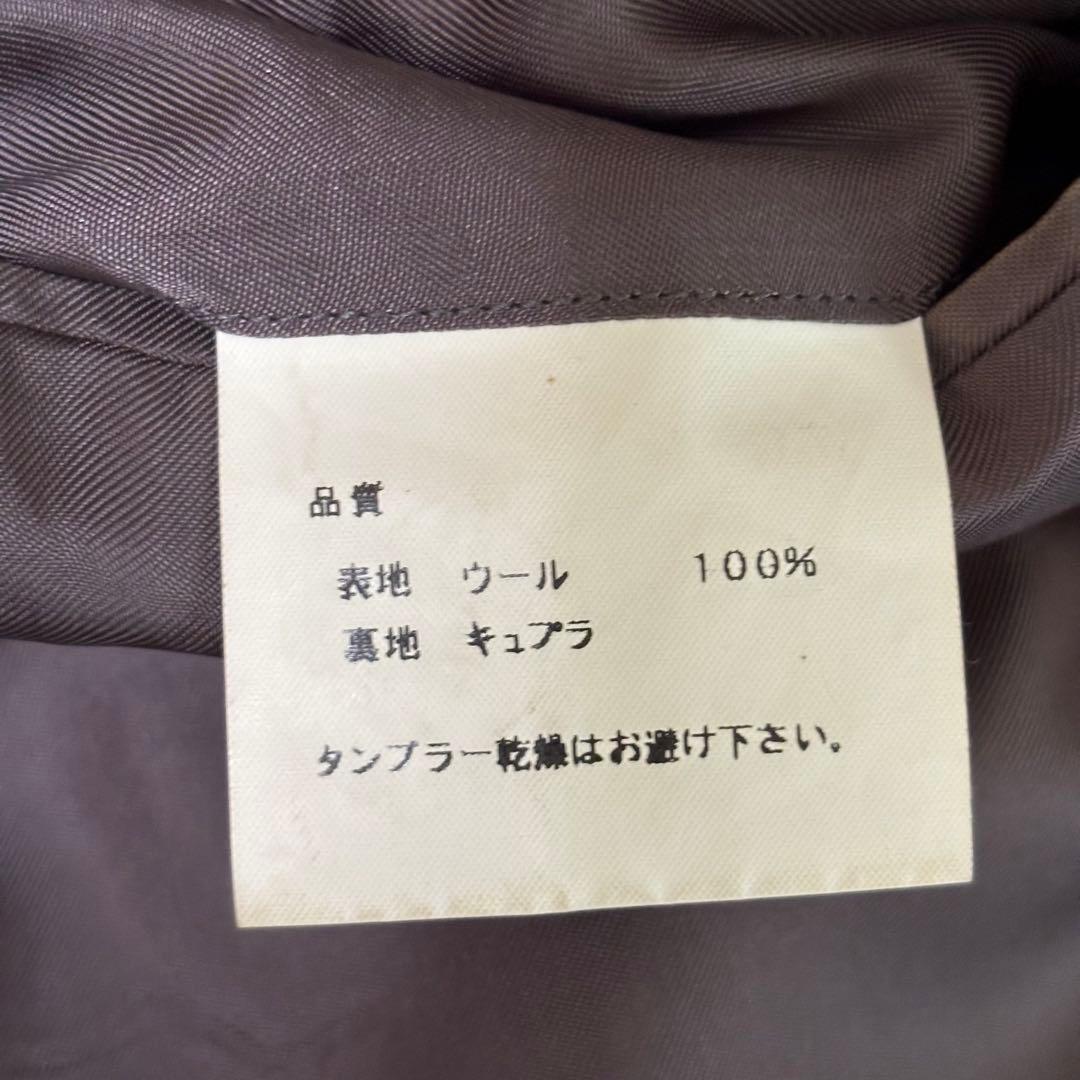 品質
表地 ウール 100%
裏地 キュプラ
タンブラー乾燥はお避け下さい。